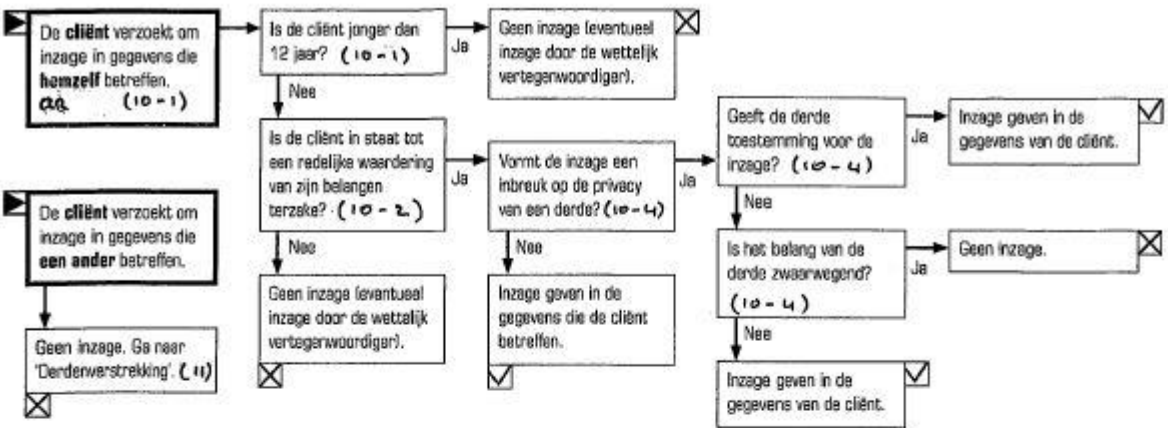 De cliënt verzoekt om
inzage in gegevens die
hemzelf betreffen.
(10-1)
Is de cliënt jonger dan
12 jaar? (10-1)
Ja
Geen inzage (eventueel
inzage door de wettelijk
vertegenwoordiger).
Nee
Is de cliënt in staat tot
een redelijke waardering
van zijn belangen
terzake? (10-2)
Ja
Vormt de inzage een
inbreuk op de privacy
van een derde? (10-4)
Ja
Geeft de derde
toestemming voor de
inzage? (10-4)
Ja
Inzage geven in de
gegevens van de cliënt.
Nee
De cliënt verzoekt om
inzage in gegevens die
een ander betreffen.
Geen inzage. Ga naar
'Derdenverstrekking'. (11)
Nee
Geen inzage (eventueel
inzage door de wettelijk
vertegenwoordiger).
Nee
Inzage geven in de
gegevens die de cliënt
betreffen.
Is het belang van de
derde zwaarwegend?
(10-4)
Ja
Geen inzage.
Nee
Inzage geven in de
gegevens van de cliënt.